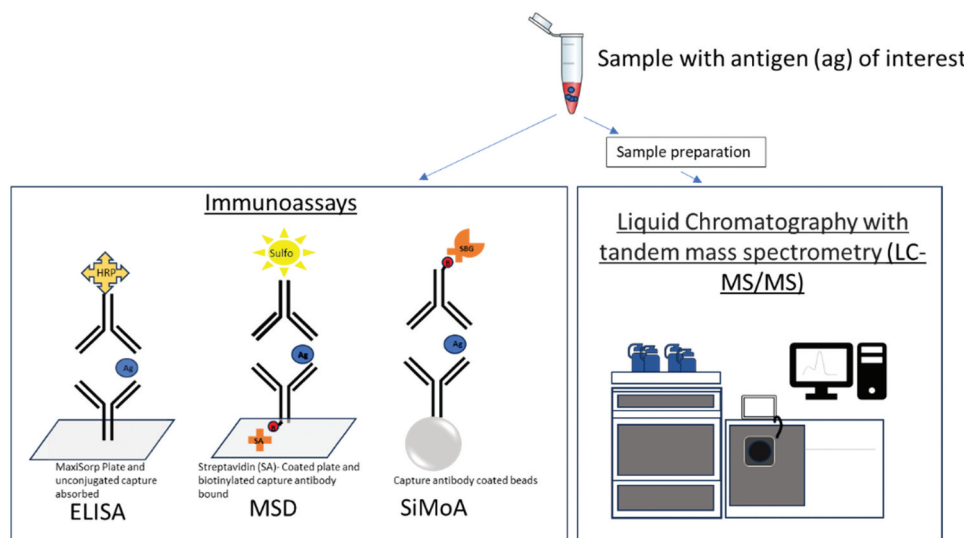 Sample with antigen (ag) of interest
Sample preparation
Immunoassays
HRP
Ag
MaxiSorp Plate and
unconjugated capture
absorbed
ELISA
Sulfo
Ag
B
SA
Streptavidin (SA)- Coated plate and
biotinylated capture antibody
bound
MSD
SBG
B
Ag
Capture antibody coated beads
SiMoA
Liquid Chromatography with
tandem mass spectrometry (LC-
MS/MS)